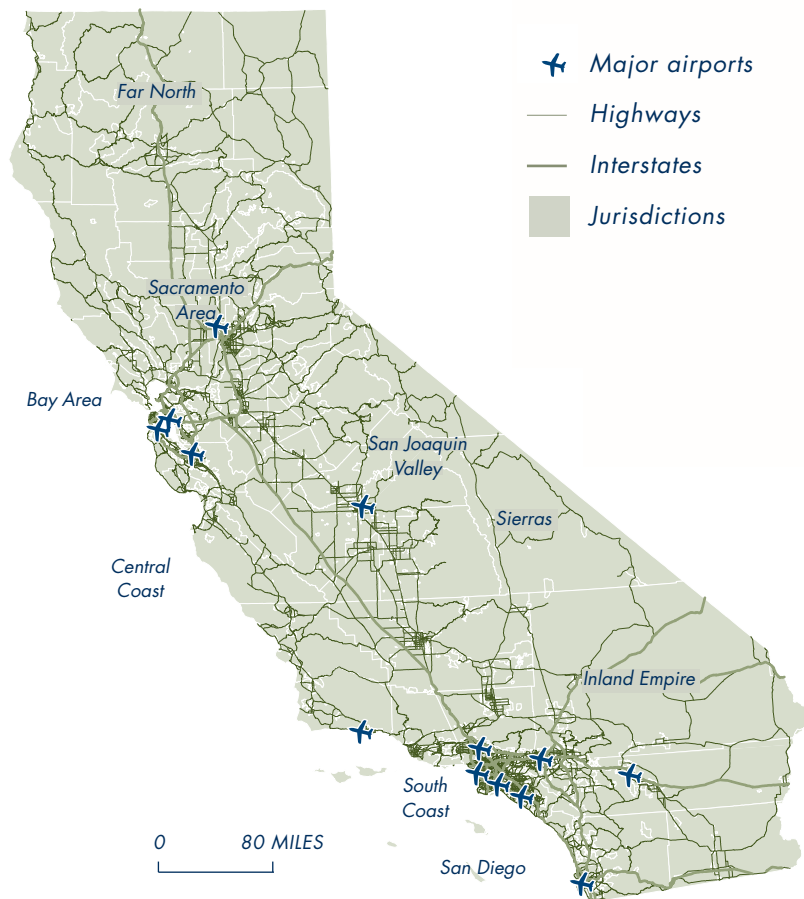 Major airports
Highways
Interstates
Jurisdictions
Far North
Sacramento
Area
Bay Area
San Joaquin
Valley
Sierras
Central
Coast
Inland Empire
South
Coast
0 80 MILES
San Diego